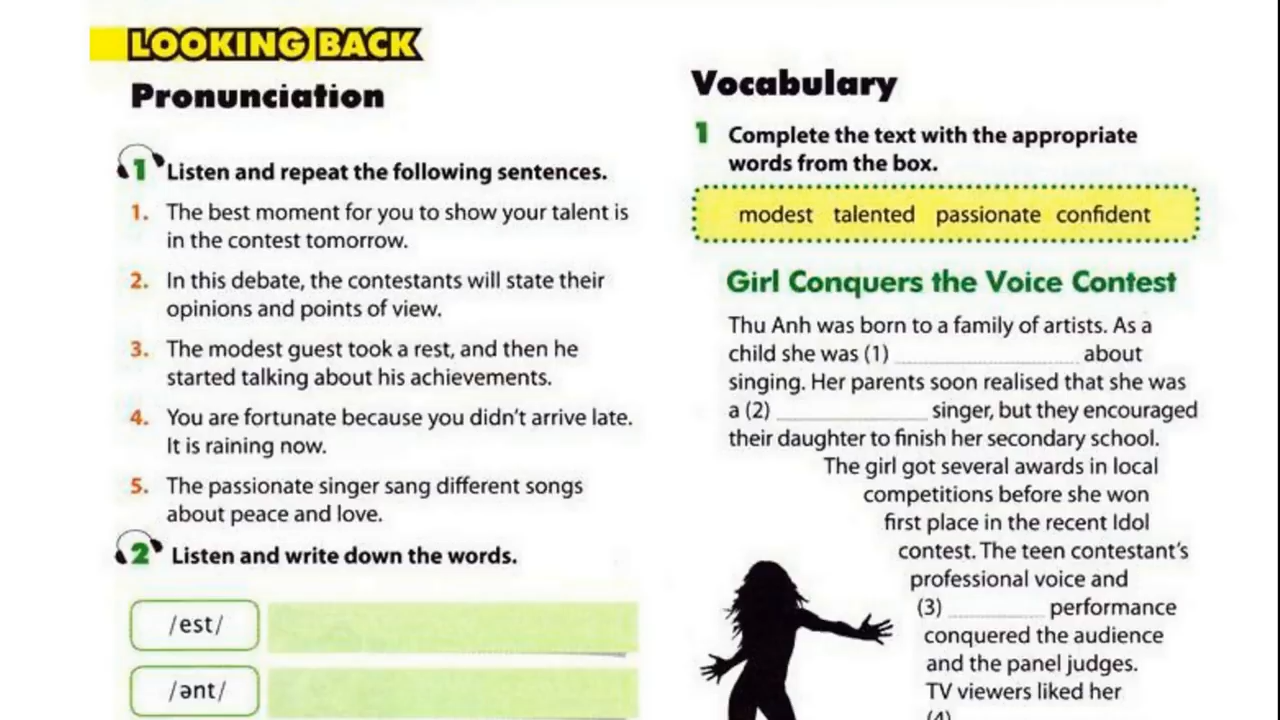 LOOKING BACK
Pronunciation
1 Listen and repeat the following sentences.
1. The best moment for you to show your talent is
in the contest tomorrow.
2. In this debate, the contestants will state their
opinions and points of view.
3. The modest guest took a rest, and then he
started talking about his achievements.
4. You are fortunate because you didn't arrive late.
It is raining now.
5. The passionate singer sang different songs
about peace and love.
2 Listen and write down the words.
/est/
/ənt/
Vocabulary
1 Complete the text with the appropriate
words from the box.
modest talented passionate confident
Girl Conquers the Voice Contest
Thu Anh was born to a family of artists. As a
child she was (1) about
singing. Her parents soon realised that she was
a (2) singer, but they encouraged
their daughter to finish her secondary school.
The girl got several awards in local
competitions before she won
first place in the recent Idol
contest. The teen contestant's
professional voice and
(3) performance
conquered the audience
and the panel judges.
TV viewers liked her
(4)